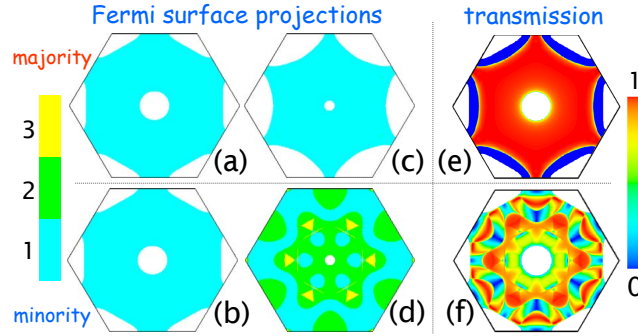 Fermi surface projections
transmission
majority
3
2
1
minority
(a)
(c)
(e)
1
(b)
(d)
(f)
0